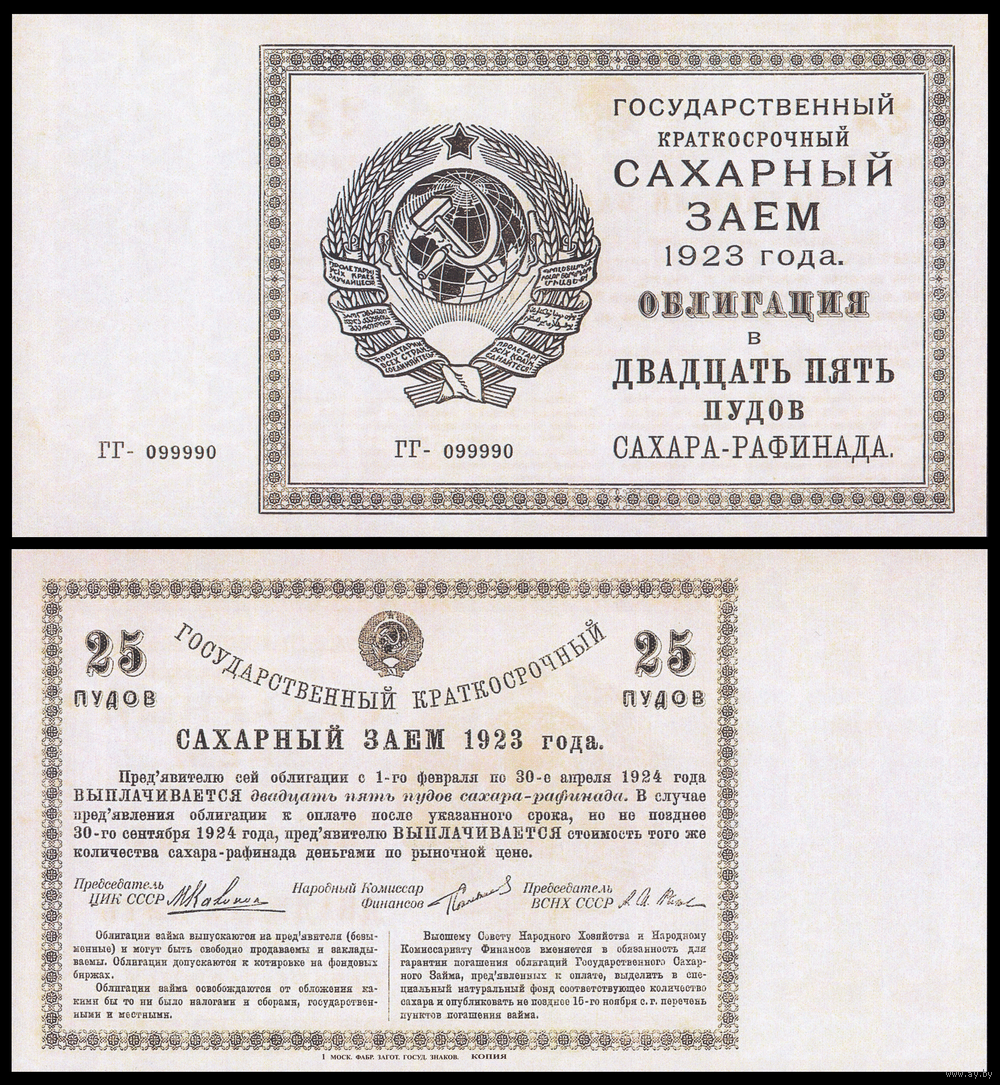 ГОСУДАРСТВЕННЫЙ
КРАТКОСРОЧНЫЙ
САХАРНЫЙ
ЗАЕМ
1923 года.
ОБЛИГАЦИЯ
В
ДВАДЦАТЬ ПЯТЬ
ПУДОВ
САХАРА-РАФИНАДА.
ПРОЛЕТАРИ
ВСЕХ СТРАН
СОЕДИНЯЙТЕСЬ!
ГГ- 099990
ГГ- 099990
25
ПУДОВ
ГОСУДАРСТВЕННЫЙ КРАТКОСРОЧНЫЙ
25
ПУДОВ
САХАРНЫЙ ЗАЕМ 1923 года.
Пред'явителю сей облигации с 1-го февраля по 30-е апреля 1924 года
ВЫПЛАЧИВАЕТСЯ двадцать пять пудов сахара-рафинада. В случае
пред'явления облигации к оплате после указанного срока, но не позднее
30-го сентября 1924 года, пред'явителю ВЫПЛАЧИВАЕТСЯ стоимость того же
количества сахара-рафинада деньгами по рыночной цене.
Председатель
ЦИК СССР
Народный Комиссар
Финансов
Председатель
ВСНХ СССР
Облигации займа выпускаются на пред'явителя (безы-
менные) и могут быть свободно продаваемы и заклады-
ваемы. Облигации допускаются к котировке на фондовых
биржах.
Облигации займа освобождаются от обложения ка-
кими бы то ни было налогами и сборами, государствен-
ными и местными.
Высшему Совету Народного Хозяйства и Народному
Комиссариату Финансов вменяется в обязанность для
гарантии погашения облигаций Государственного Сахар-
ного Займа, пред'явленных к оплате, выделить в спе-
циальный натуральный фонд соответствующее количество
сахара и опубликовать не позднее 15-го ноября с. г. перечень
пунктов погашения займа.
1 МОСК. ФАБР. ЗАГОТ. ГОСУД. ЗНАКОВ. КОПИЯ
www.ay.by